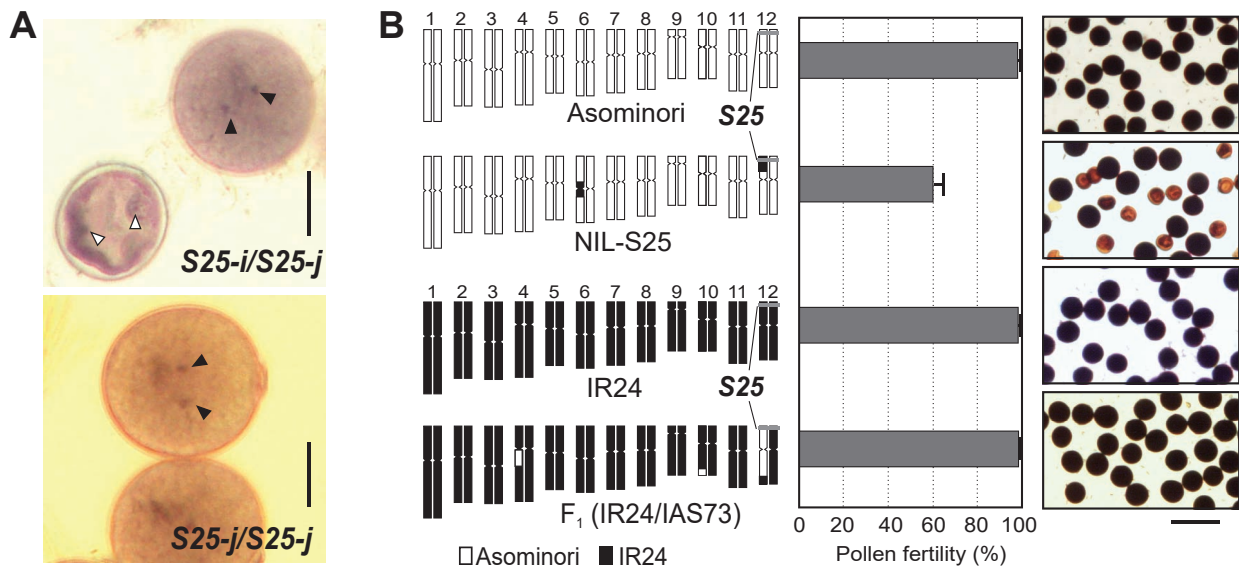 A
S25-i/S25-j
S25-j/S25-j
B
1 2 3 4 5 6 7 8 9 10 11 12
Asominori
S25
NIL-S25
1 2 3 4 5 6 7 8 9 10 11 12
IR24
S25
F1 (IR24/IAS73)
Asominori IR24
0 20 40 60 80 100
Pollen fertility (%)